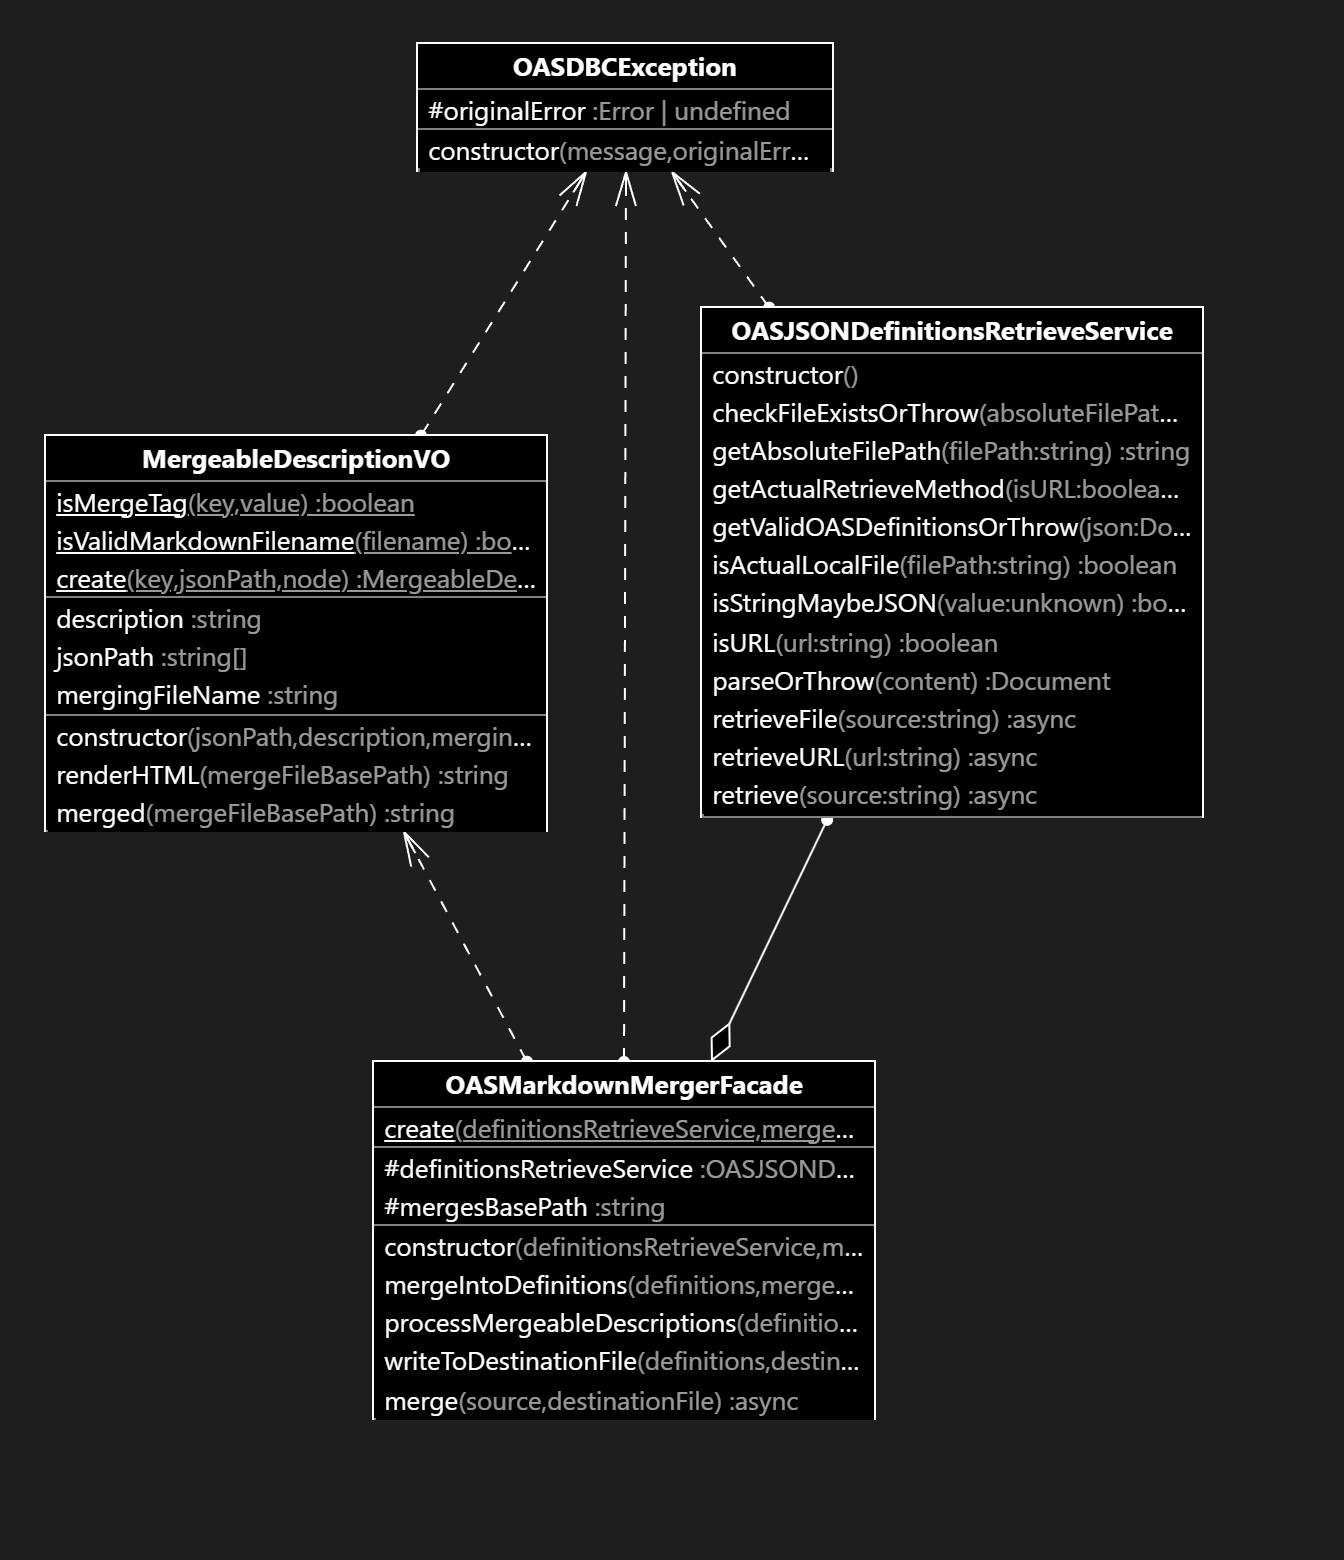 OASDBCException
#originalError :Error | undefined
constructor(message,originalErr...
OASJSONDefinitionsRetrieveService
constructor()
checkFileExistsOrThrow(absoluteFilePat...
getAbsoluteFilePath(filePath:string) :string
getActualRetrieveMethod(isURL:boolea...
getValidOASDefinitionsOrThrow(json:Do...
isActualLocalFile(filePath:string) :boolean
isStringMaybeJSON(value:unknown) :bo...
isURL(url:string) :boolean
parseOrThrow(content) :Document
retrieveFile(source:string) :async
retrieveURL(url:string) :async
retrieve(source:string) :async
MergeableDescriptionVO
isMergeTag(key,value) :boolean
isValidMarkdownFilename(filename) :bo...
create(key,jsonPath,node) :MergeableDe...
description :string
jsonPath :string[]
mergingFileName :string
constructor(jsonPath,description,mergin...
renderHTML(mergeFileBasePath) :string
merged(mergeFileBasePath) :string
OASMarkdownMergerFacade
create(definitionsRetrieveService,merge...
#definitionsRetrieveService :OASJSOND...
#mergesBasePath :string
constructor(definitionsRetrieveService,m...
mergeIntoDefinitions(definitions,merge...
processMergeableDescriptions(definitio...
writeToDestinationFile(definitions,destin...
merge(source,destinationFile) :async